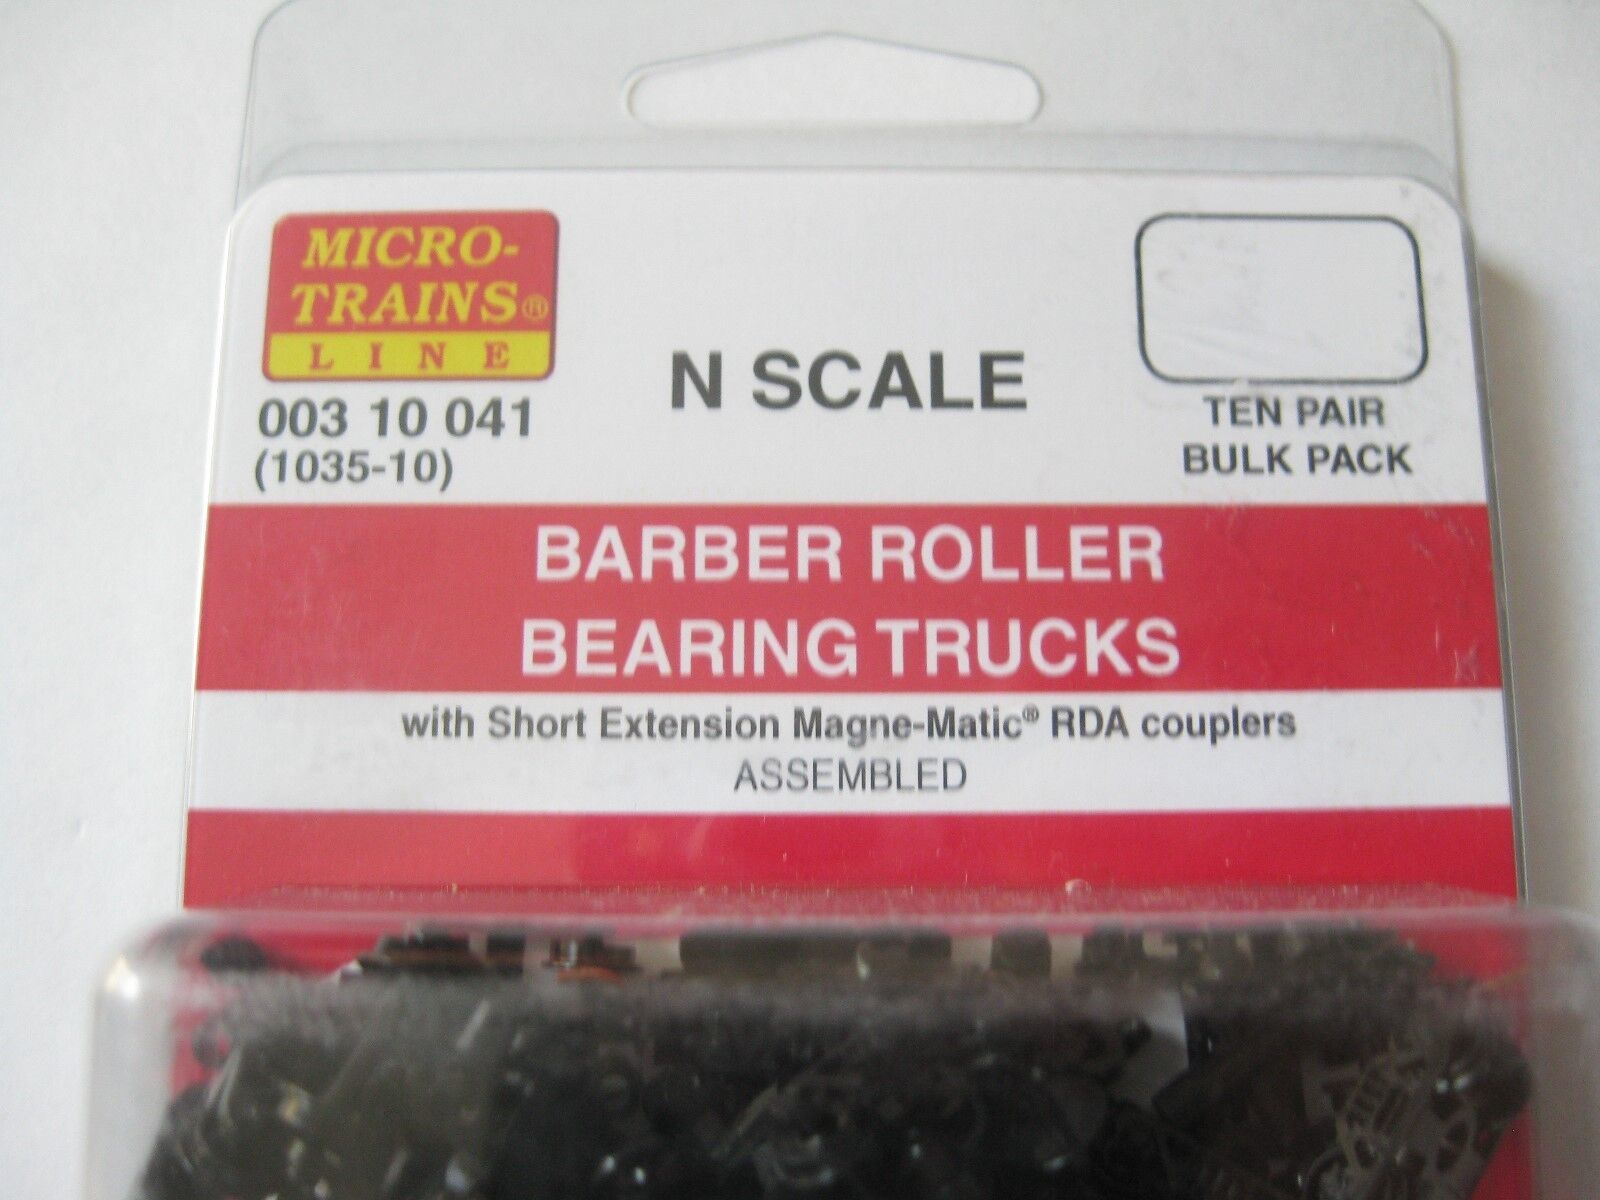 MICRO-
TRAINS®
LINE
003 10 041
(1035-10)
N SCALE
TEN PAIR
BULK PACK
BARBER ROLLER
BEARING TRUCKS
with Short Extension Magne-Matic® RDA couplers
ASSEMBLED